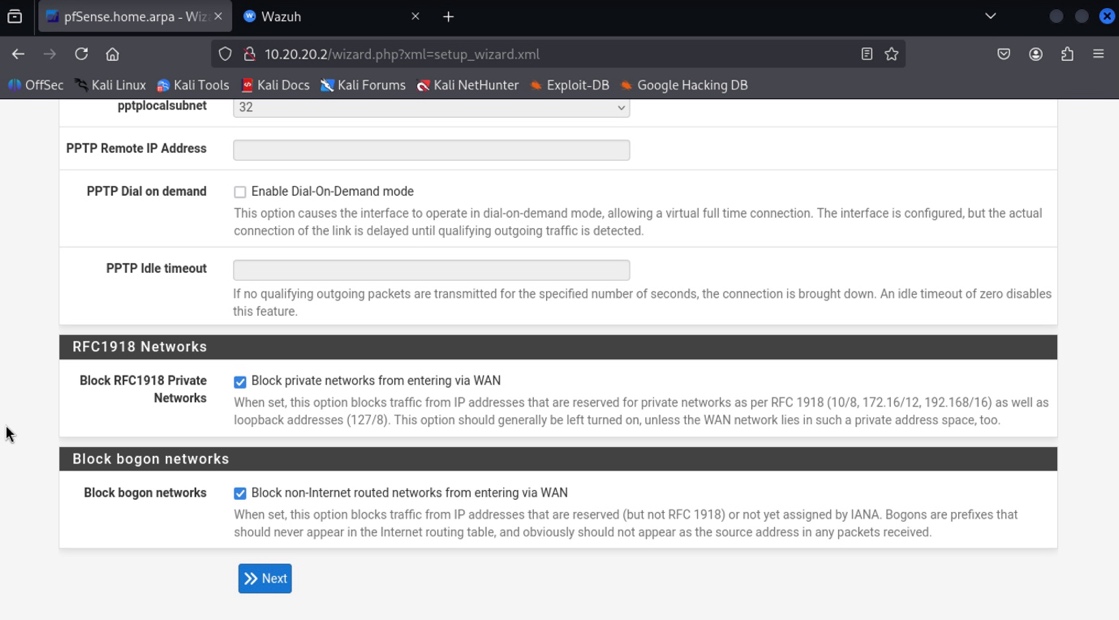 pfSense.home.arpa - Wiz
Wazuh
10.20.20.2/wizard.php?xml=setup_wizard.xml
OffSec
Kali Linux
Kali Tools
Kali Docs
Kali Forums
Kali NetHunter
Exploit-DB
Google Hacking DB
pptplocalsubnet
32
PPTP Remote IP Address
PPTP Dial on demand
Enable Dial-On-Demand mode
This option causes the interface to operate in dial-on-demand mode, allowing a virtual full time connection. The interface is configured, but the actual
connection of the link is delayed until qualifying outgoing traffic is detected.
PPTP Idle timeout
If no qualifying outgoing packets are transmitted for the specified number of seconds, the connection is brought down. An idle timeout of zero disables
this feature.
RFC1918 Networks
Block RFC1918 Private
Networks
Block private networks from entering via WAN
When set, this option blocks traffic from IP addresses that are reserved for private networks as per RFC 1918 (10/8, 172.16/12, 192.168/16) as well as
loopback addresses (127/8). This option should generally be left turned on, unless the WAN network lies in such a private address space, too.
Block bogon networks
Block bogon networks
Block non-Internet routed networks from entering via WAN
When set, this option blocks traffic from IP addresses that are reserved (but not RFC 1918) or not yet assigned by IANA. Bogons are prefixes that
should never appear in the Internet routing table, and obviously should not appear as the source address in any packets received.
Next